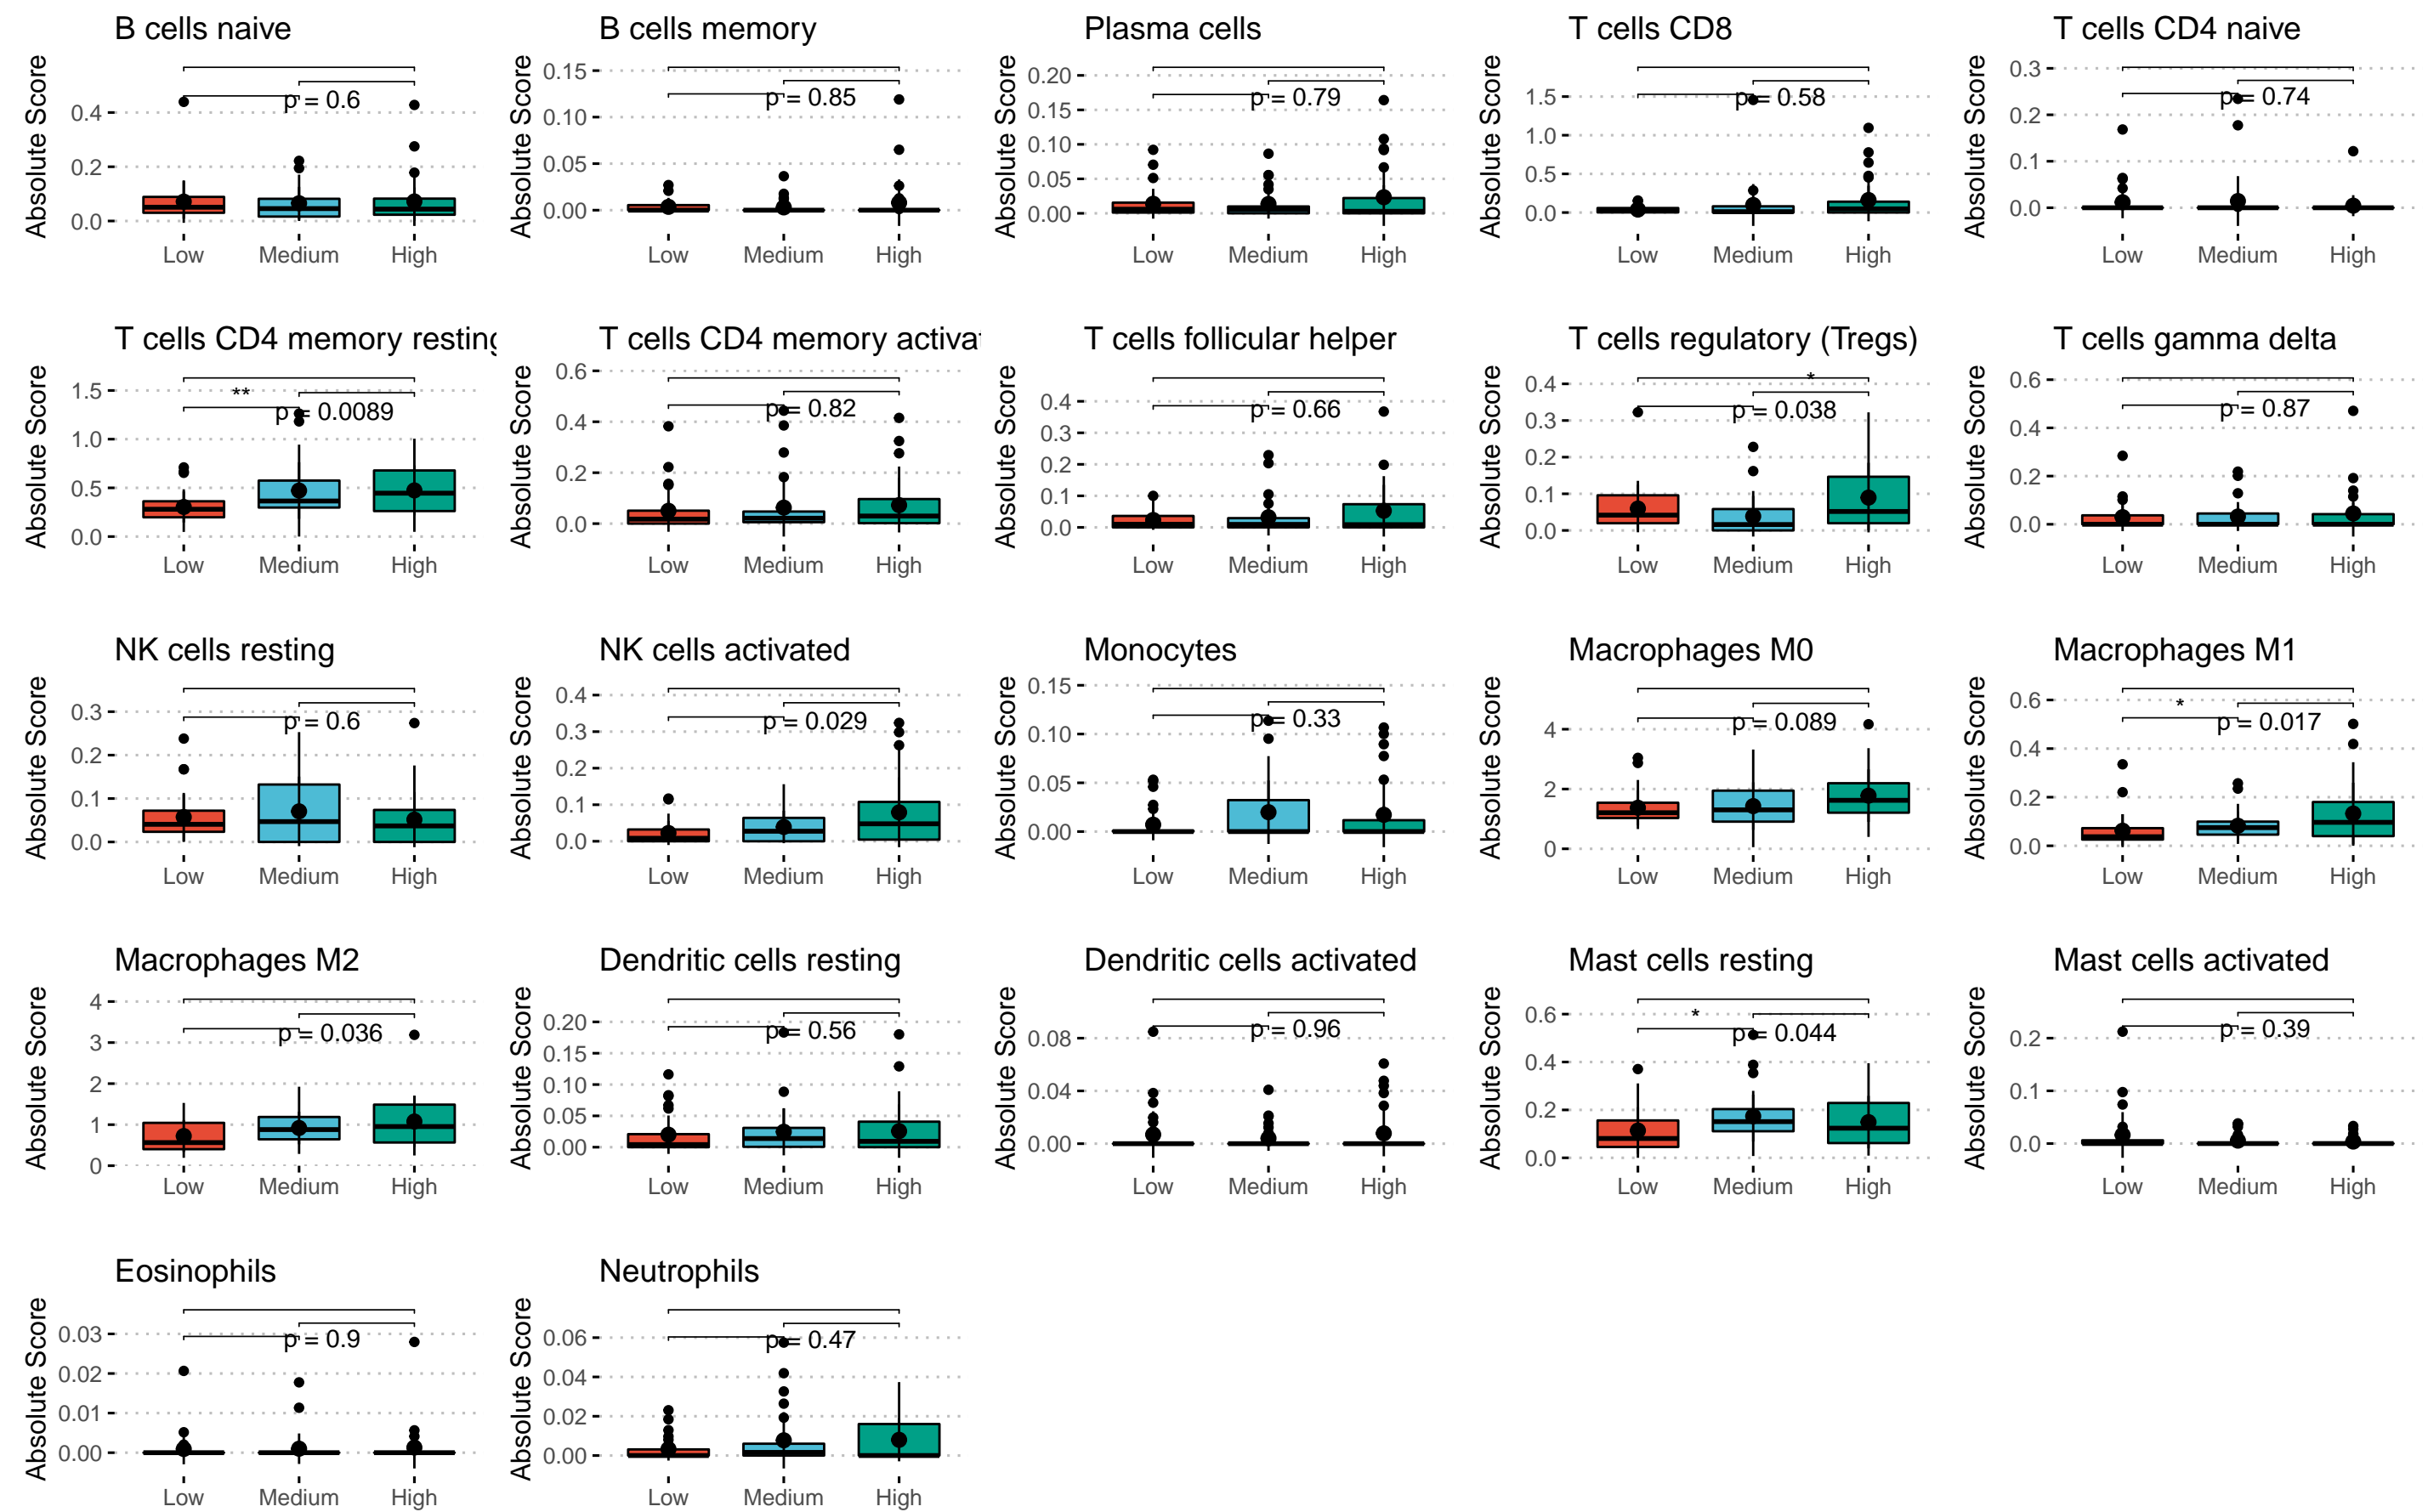 B cells naive
Absolute Score
0.4
0.2
0.0
p = 0.6
Low Medium High
B cells memory
Absolute Score
0.15
0.10
0.05
0.00
p = 0.85
Low Medium High
Plasma cells
Absolute Score
0.20
0.15
0.10
0.05
0.00
p = 0.79
Low Medium High
T cells CD8
Absolute Score
1.5
1.0
0.5
0.0
p = 0.58
Low Medium High
T cells CD4 naive
Absolute Score
0.3
0.2
0.1
0.0
p = 0.74
Low Medium High
T cells CD4 memory resting
Absolute Score
1.5
1.0
0.5
0.0
**
p = 0.0089
Low Medium High
T cells CD4 memory activat
Absolute Score
0.6
0.4
0.2
0.0
p = 0.82
Low Medium High
T cells follicular helper
Absolute Score
0.4
0.3
0.2
0.1
0.0
p = 0.66
Low Medium High
T cells regulatory (Tregs)
Absolute Score
0.4
0.3
0.2
0.1
0.0
*
p = 0.038
Low Medium High
T cells gamma delta
Absolute Score
0.6
0.4
0.2
0.0
p = 0.87
Low Medium High
NK cells resting
Absolute Score
0.3
0.2
0.1
0.0
p = 0.6
Low Medium High
NK cells activated
Absolute Score
0.4
0.3
0.2
0.1
0.0
p = 0.029
Low Medium High
Monocytes
Absolute Score
0.15
0.10
0.05
0.00
p = 0.33
Low Medium High
Macrophages M0
Absolute Score
4
2
0
p = 0.089
Low Medium High
Macrophages M1
Absolute Score
0.6
0.4
0.2
0.0
*
p = 0.017
Low Medium High
Macrophages M2
Absolute Score
4
3
2
1
0
p = 0.036
Low Medium High
Dendritic cells resting
Absolute Score
0.20
0.15
0.10
0.05
0.00
p = 0.56
Low Medium High
Dendritic cells activated
Absolute Score
0.08
0.04
0.00
p = 0.96
Low Medium High
Mast cells resting
Absolute Score
0.6
0.4
0.2
0.0
*
p = 0.044
Low Medium High
Mast cells activated
Absolute Score
0.2
0.1
0.0
p = 0.39
Low Medium High
Eosinophils
Absolute Score
0.03
0.02
0.01
0.00
p = 0.9
Low Medium High
Neutrophils
Absolute Score
0.06
0.04
0.02
0.00
p = 0.47
Low Medium High